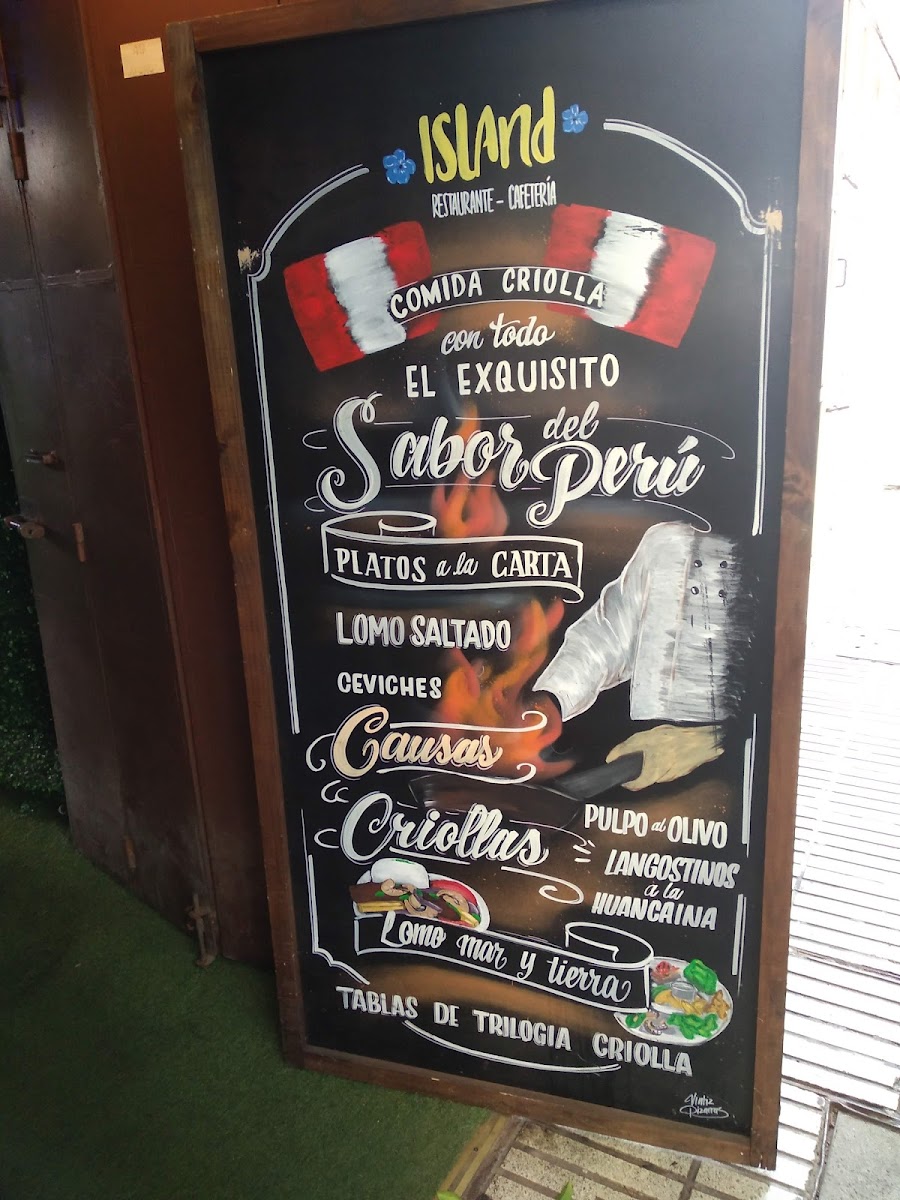 ISLAnd
RESTAURANTE - CAFETERÍA
COMIDA CRIOLLA
con todo
EL EXQUISITO
Sabor del Perú
PLATOS a la CARTA
LOMO SALTADO
CEVICHES
Causas
Criollas
PULPO al OLIVO
LANGOSTINOS
a la
HUANCAINA
Lomo mar y tierra
TABLAS DE TRILOGIA CRIOLLA